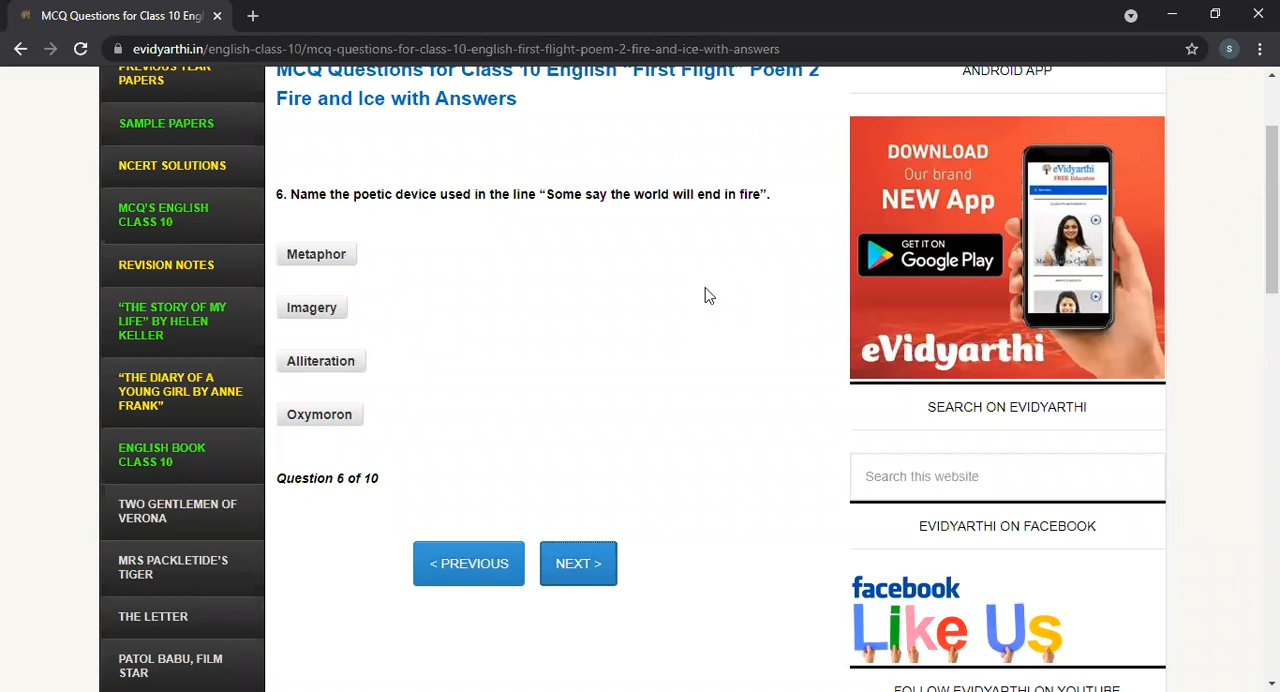 MCQ Questions for Class 10 Eng
evidyarthi.in/english-class-10/mcq-questions-for-class-10-english-first-flight-poem-2-fire-and-ice-with-answers
S
PREVIOUS YEAR
PAPERS
SAMPLE PAPERS
NCERT SOLUTIONS
MCQ'S ENGLISH
CLASS 10
REVISION NOTES
“THE STORY OF MY
LIFE” BY HELEN
KELLER
“THE DIARY OF A
YOUNG GIRL BY ANNE
FRANK”
ENGLISH BOOK
CLASS 10
TWO GENTLEMEN OF
VERONA
MRS PACKLETIDE’S
TIGER
THE LETTER
PATOL BABU, FILM
STAR
MCQ Questions for Class 10 English “First Flight” Poem 2
Fire and Ice with Answers
6. Name the poetic device used in the line “Some say the world will end in fire”.
Metaphor
Imagery
Alliteration
Oxymoron
Question 6 of 10
< PREVIOUS
NEXT >
ANDROID APP
DOWNLOAD
Our brand
NEW App
GET IT ON
Google Play
eVidyarthi
FREE Education
eVidyarthi
SEARCH ON EVIDYARTHI
Search this website
EVIDYARTHI ON FACEBOOK
facebook
Like Us
FOLLOW EVIDYARTHI ON YOUTUBE